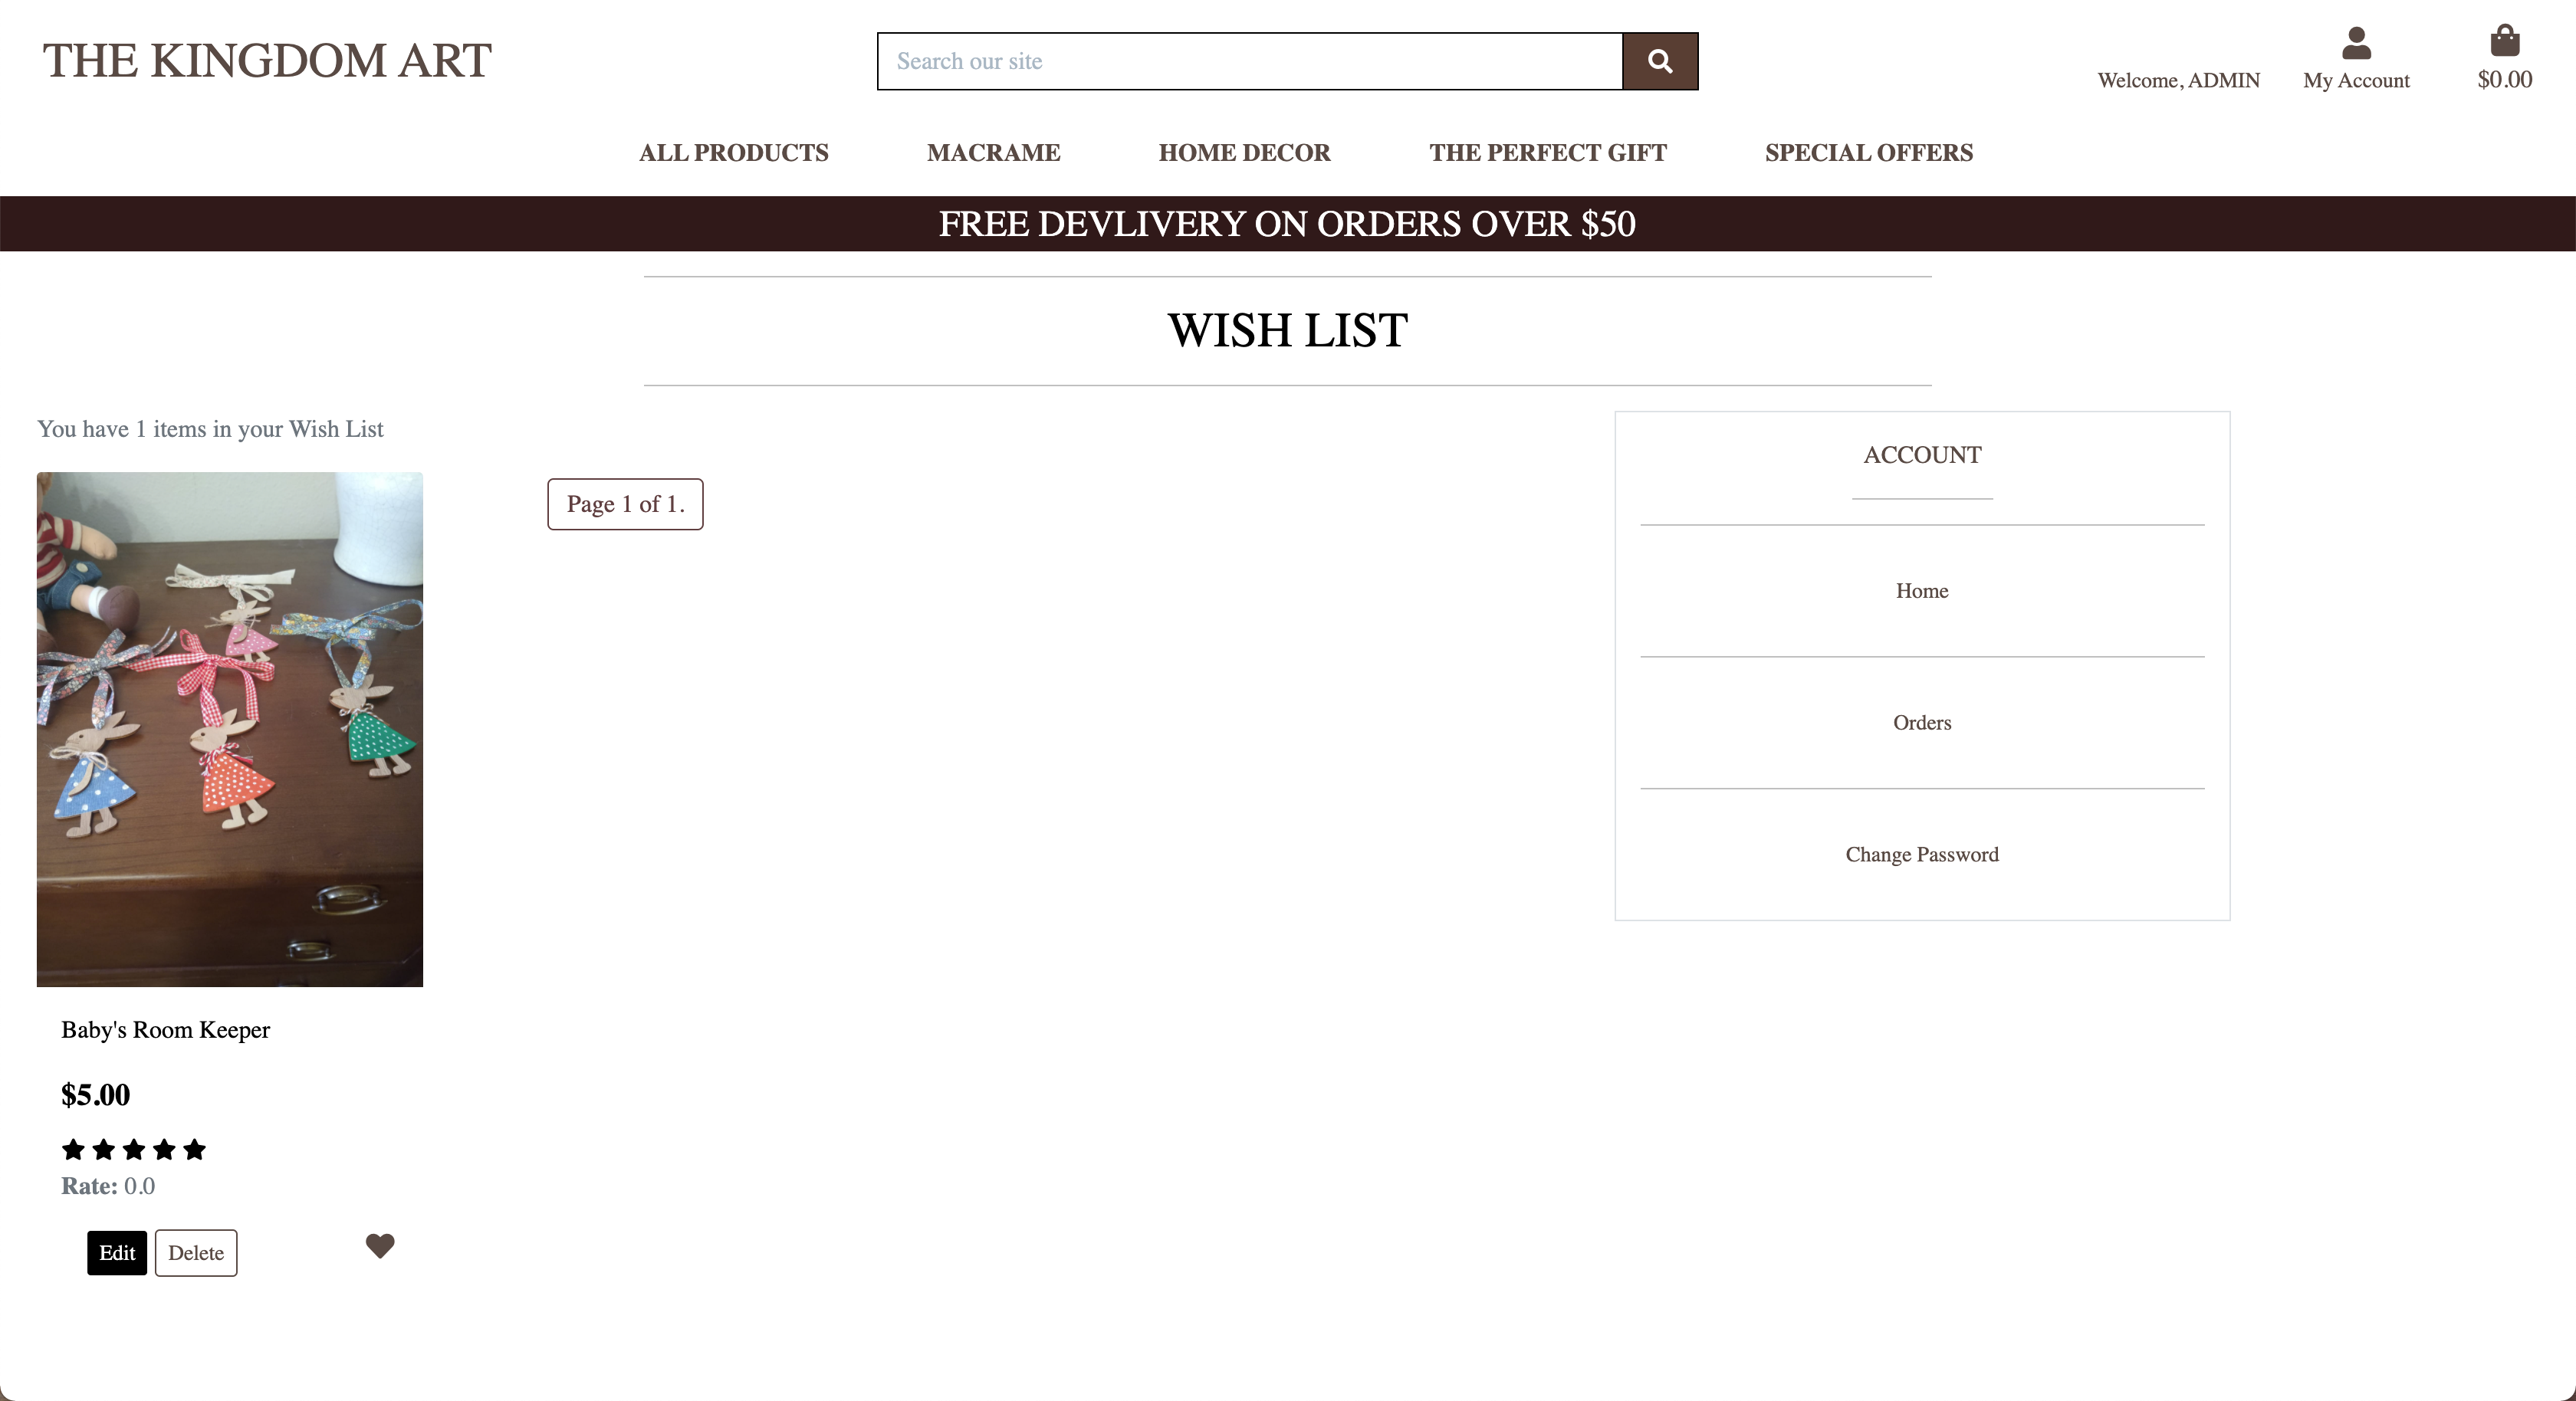 THE KINGDOM ART
Search our site
Welcome, ADMIN
My Account
$0.00
ALL PRODUCTS
MACRAME
HOME DECOR
THE PERFECT GIFT
SPECIAL OFFERS
FREE DEVLIVERY ON ORDERS OVER $50
WISH LIST
You have 1 items in your Wish List
Page 1 of 1.
Baby's Room Keeper
$5.00
Rate: 0.0
Edit
Delete
ACCOUNT
Home
Orders
Change Password